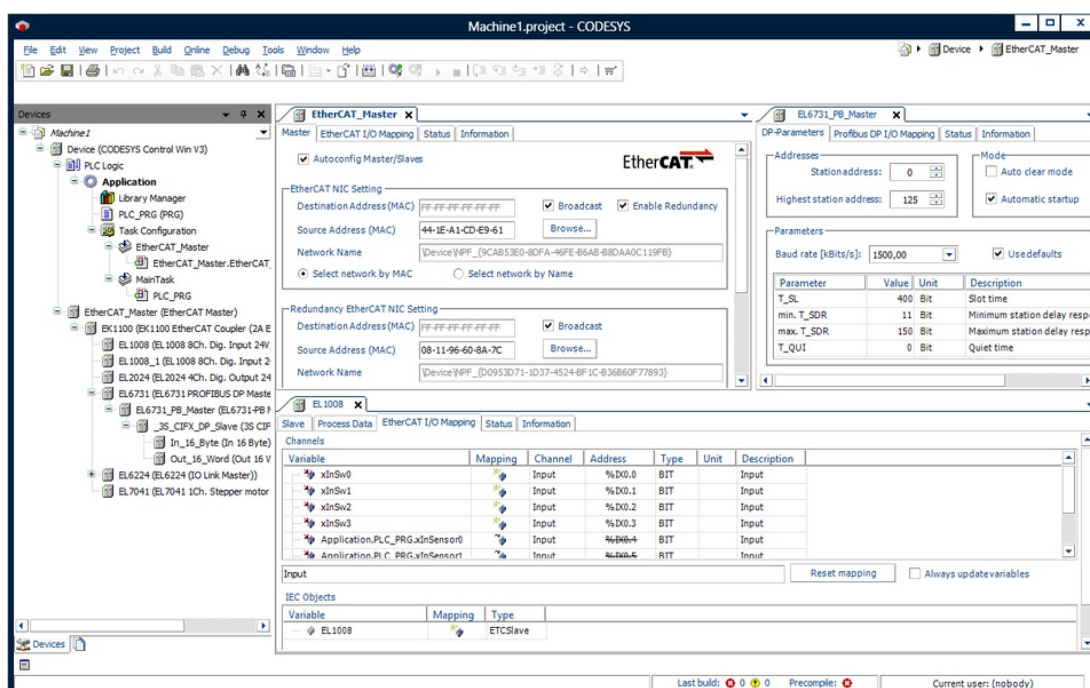 Machine1.project - CODESYS
File Edit View Project Build Online Debug Tools Window Help
Device EtherCAT_Master
Devices
Machine1
Device (CODESYS Control Win V3)
PLC Logic
Application
Library Manager
PLC_PRG (PRG)
Task Configuration
EtherCAT_Master
EtherCAT_Master.EtherCAT_
MainTask
PLC_PRG
EtherCAT_Master (EtherCAT Master)
EK1100 (EK1100 EtherCAT Coupler (2A E
EL1008 (EL1008 8Ch. Dig. Input 24V
EL1008_1 (EL1008 8Ch. Dig. Input 2
EL2024 (EL2024 4Ch. Dig. Output 24
EL6731 (EL6731 PROFIBUS DP Maste
EL6731_PB_Master (EL6731-PB M
_3S_CIFX_DP_Slave (3S CIF
In_16_Byte (In 16 Byte)
Out_16_Word (Out 16 W
EL6224 (EL6224 (IO Link Master))
EL7041 (EL7041 1Ch. Stepper motor
Devices
EtherCAT_Master
Master EtherCAT I/O Mapping Status Information
Autoconfig Master/Slaves
EtherCAT.
EtherCAT NIC Setting
Destination Address (MAC) FF-FF-FF-FF-FF-FF Broadcast Enable Redundancy
Source Address (MAC) 44-1E-A1-CD-E9-61 Browse...
Network Name \Device\NPF_{9CAB53E0-8DFA-46FE-B6AB-B8DAA0C119FB}
Select network by MAC Select network by Name
Redundancy EtherCAT NIC Setting
Destination Address (MAC) FF-FF-FF-FF-FF-FF Broadcast
Source Address (MAC) 08-11-96-60-8A-7C Browse...
Network Name \Device\NPF_{D0953D71-1D37-4524-BF1C-B36B60F77893}
EL6731_PB_Master
DP-Parameters Profibus DP I/O Mapping Status Information
Addresses
Station address: 0
Highest station address: 125
Mode
Auto clear mode
Automatic startup
Parameters
Baud rate [kBits/s]: 1500,00 Use defaults
Parameter Value Unit Description
T_SL 400 Bit Slot time
min. T_SDR 11 Bit Minimum station delay resp
max. T_SDR 150 Bit Maximum station delay resp
T_QUI 0 Bit Quiet time
EL1008
Slave Process Data EtherCAT I/O Mapping Status Information
Channels
Variable Mapping Channel Address Type Unit Description
xInSw0 Input %IX0.0 BIT Input
xInSw1 Input %IX0.1 BIT Input
xInSw2 Input %IX0.2 BIT Input
xInSw3 Input %IX0.3 BIT Input
Application.PLC_PRG.xInSensor0 Input %IX0.4 BIT Input
Application.PLC_PRG.xInSensor1 Input %IX0.5 BIT Input
Input Reset mapping Always update variables
IEC Objects
Variable Mapping Type
EL1008 ETCSlave
Last build: 0 0 Precompile: Current user: (nobody)